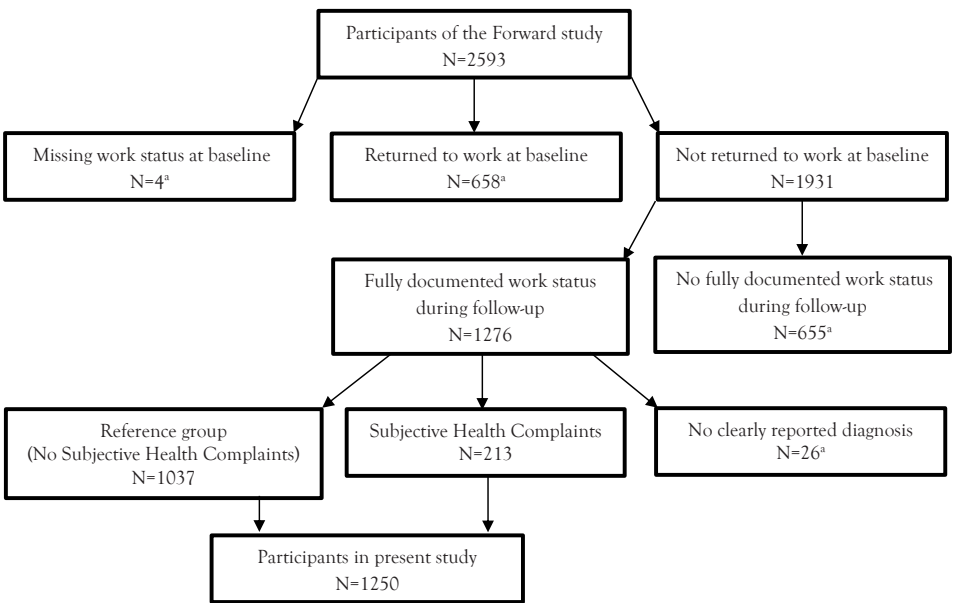 Participants of the Forward study
N=2593
Missing work status at baseline
N=4ᵃ
Returned to work at baseline
N=658ᵃ
Not returned to work at baseline
N=1931
Fully documented work status
during follow-up
N=1276
No fully documented work status
during follow-up
N=655ᵃ
Reference group
(No Subjective Health Complaints)
N=1037
Subjective Health Complaints
N=213
No clearly reported diagnosis
N=26ᵃ
Participants in present study
N=1250